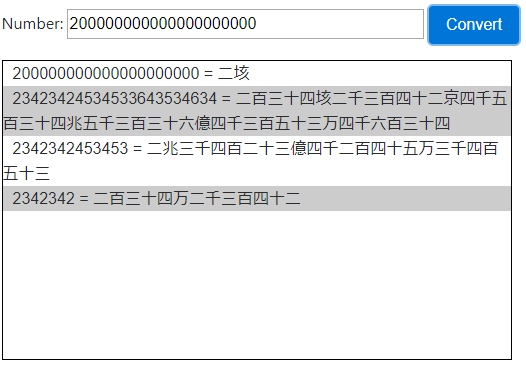 Number: 200000000000000000000 Convert
200000000000000000000 = 二垓
23423424534533643534634 = 二百三十四垓二千三百四十二京四千五
百三十四兆五千三百三十六億四千三百五十三万四千六百三十四
2342342453453 = 二兆三千四百二十三億四千二百四十五万三千四百
五十三
2342342 = 二百三十四万二千三百四十二